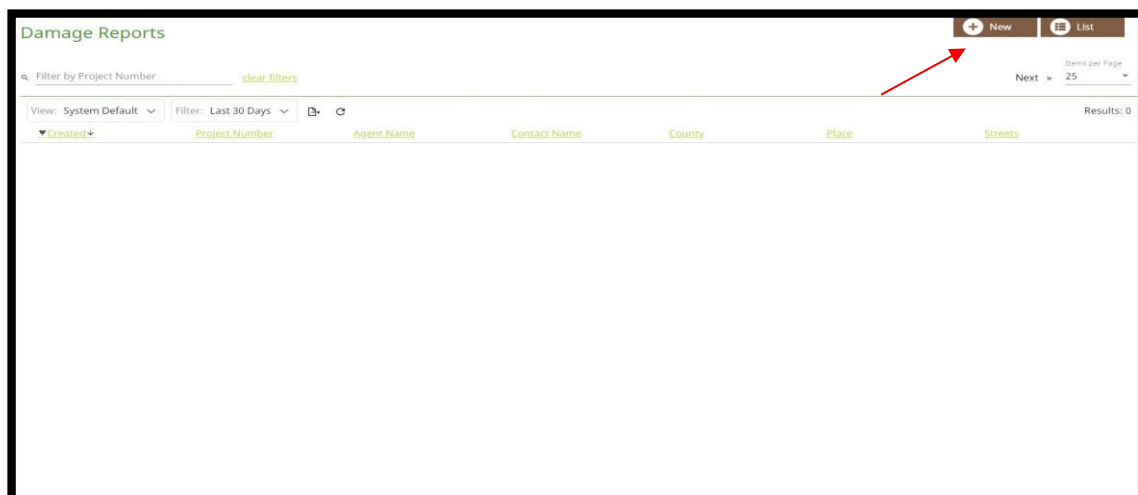 Damage Reports
New
List
Filter by Project Number
clear filters
Next »
Items per Page
25
View: System Default
Filter: Last 30 Days
Results: 0
Created
Project Number
Agent Name
Contact Name
County
Place
Streets